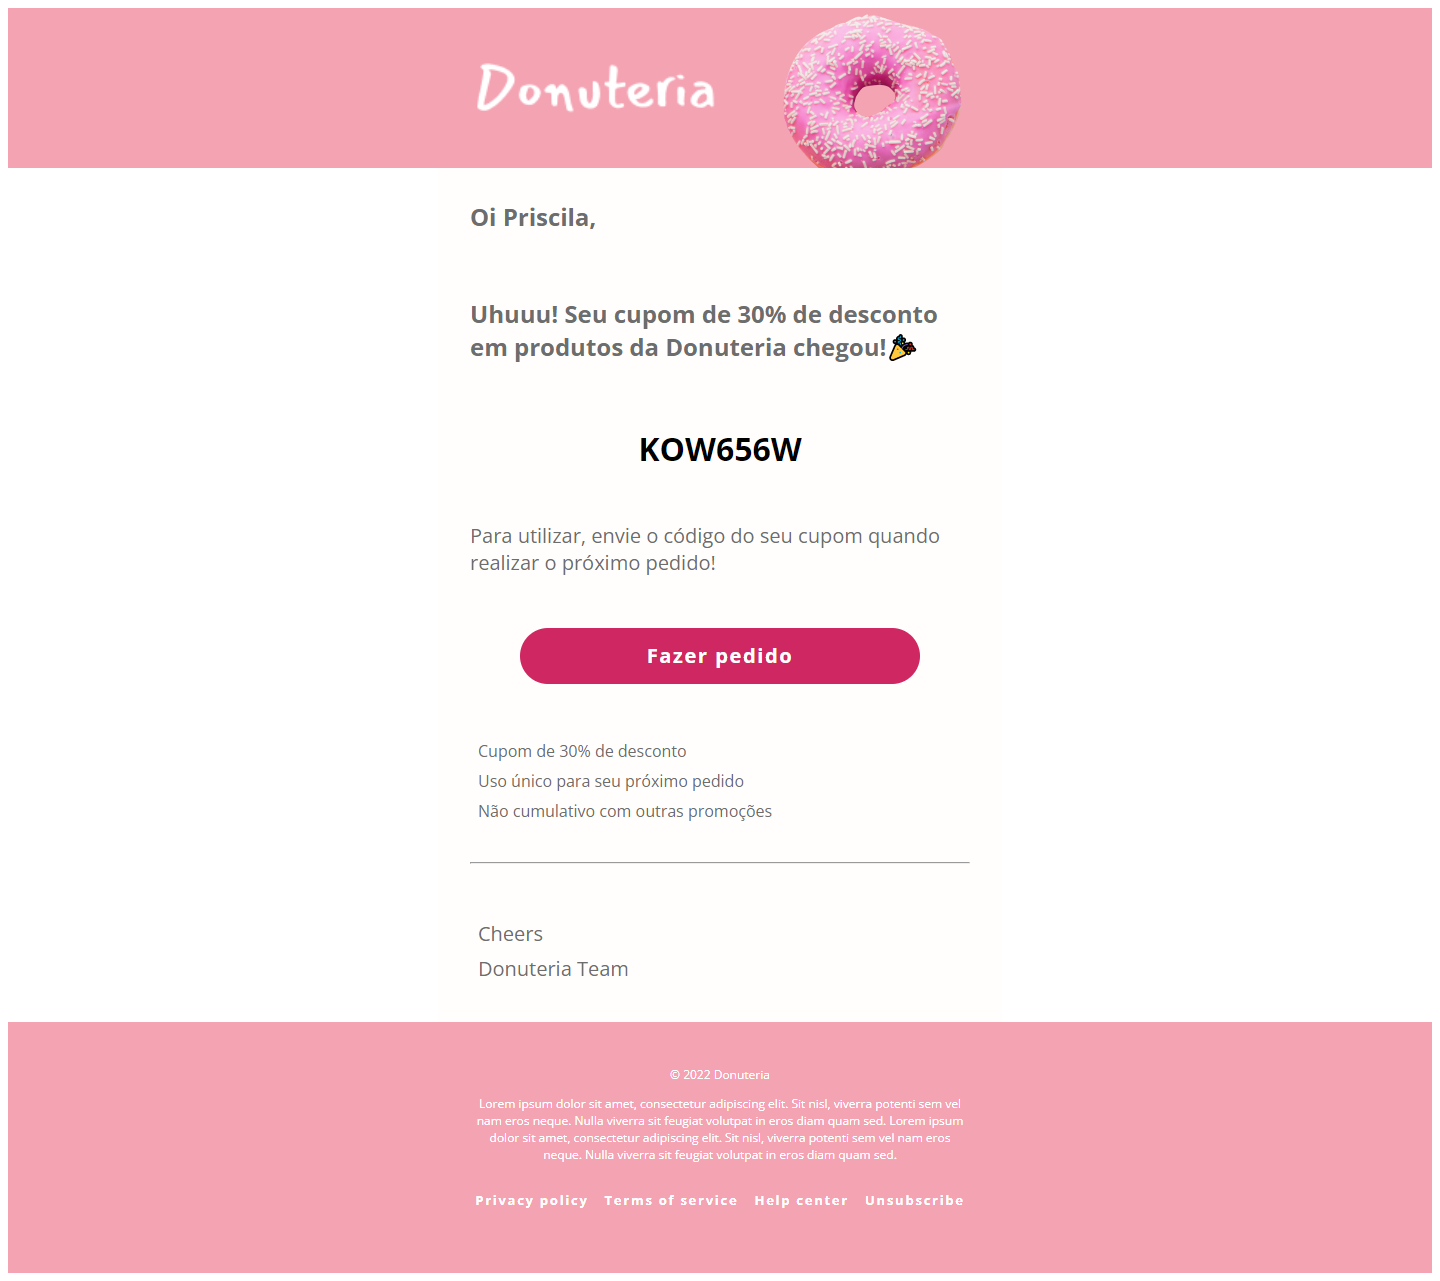 Donuteria
Oi Priscila,
Uhuuu! Seu cupom de 30% de desconto
em produtos da Donuteria chegou!🎉
KOW656W
Para utilizar, envie o código do seu cupom quando
realizar o próximo pedido!
Fazer pedido
Cupom de 30% de desconto
Uso único para seu próximo pedido
Não cumulativo com outras promoções
Cheers
Donuteria Team
© 2022 Donuteria
Lorem ipsum dolor sit amet, consectetur adipiscing elit. Sit nisl, viverra potenti sem vel
nam eros neque. Nulla viverra sit feugiat volutpat in eros diam quam sed. Lorem ipsum
dolor sit amet, consectetur adipiscing elit. Sit nisl, viverra potenti sem vel nam eros
neque. Nulla viverra sit feugiat volutpat in eros diam quam sed.
Privacy policy Terms of service Help center Unsubscribe